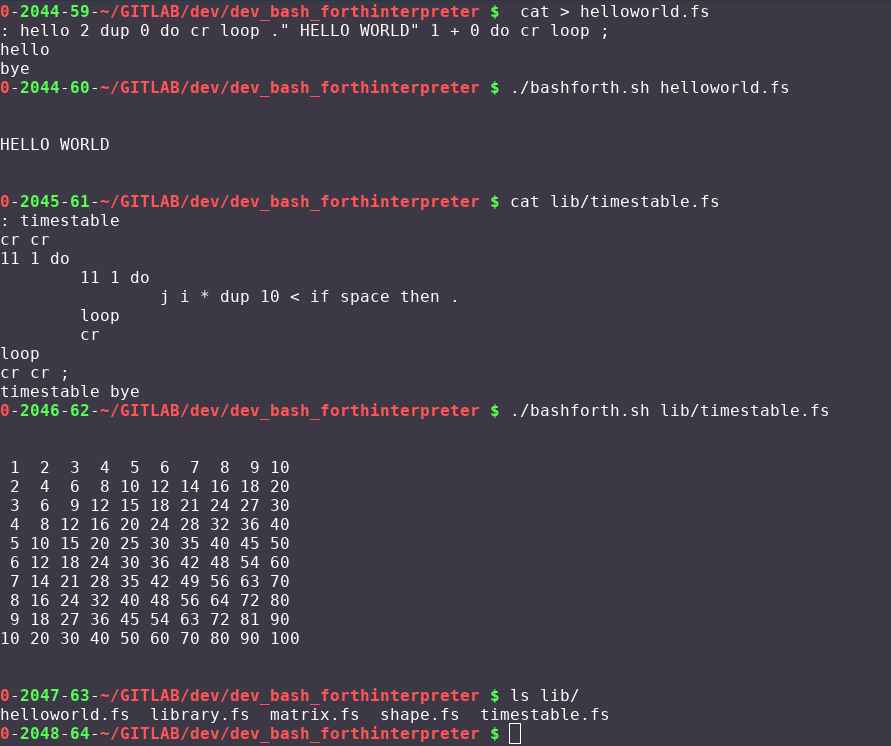 0-2044-59-~/GITLAB/dev/dev_bash_forthinterpreter $  cat > helloworld.fs
: hello 2 dup 0 do cr loop ." HELLO WORLD" 1 + 0 do cr loop ;
hello
bye
0-2044-60-~/GITLAB/dev/dev_bash_forthinterpreter $ ./bashforth.sh helloworld.fs


HELLO WORLD


0-2045-61-~/GITLAB/dev/dev_bash_forthinterpreter $ cat lib/timestable.fs
: timestable
cr cr
11 1 do
        11 1 do
                j i * dup 10 < if space then .
        loop
        cr
loop
cr cr ;
timestable bye
0-2046-62-~/GITLAB/dev/dev_bash_forthinterpreter $ ./bashforth.sh lib/timestable.fs


 1  2  3  4  5  6  7  8  9 10
 2  4  6  8 10 12 14 16 18 20
 3  6  9 12 15 18 21 24 27 30
 4  8 12 16 20 24 28 32 36 40
 5 10 15 20 25 30 35 40 45 50
 6 12 18 24 30 36 42 48 54 60
 7 14 21 28 35 42 49 56 63 70
 8 16 24 32 40 48 56 64 72 80
 9 18 27 36 45 54 63 72 81 90
10 20 30 40 50 60 70 80 90 100


0-2047-63-~/GITLAB/dev/dev_bash_forthinterpreter $ ls lib/
helloworld.fs  library.fs  matrix.fs  shape.fs  timestable.fs
0-2048-64-~/GITLAB/dev/dev_bash_forthinterpreter $